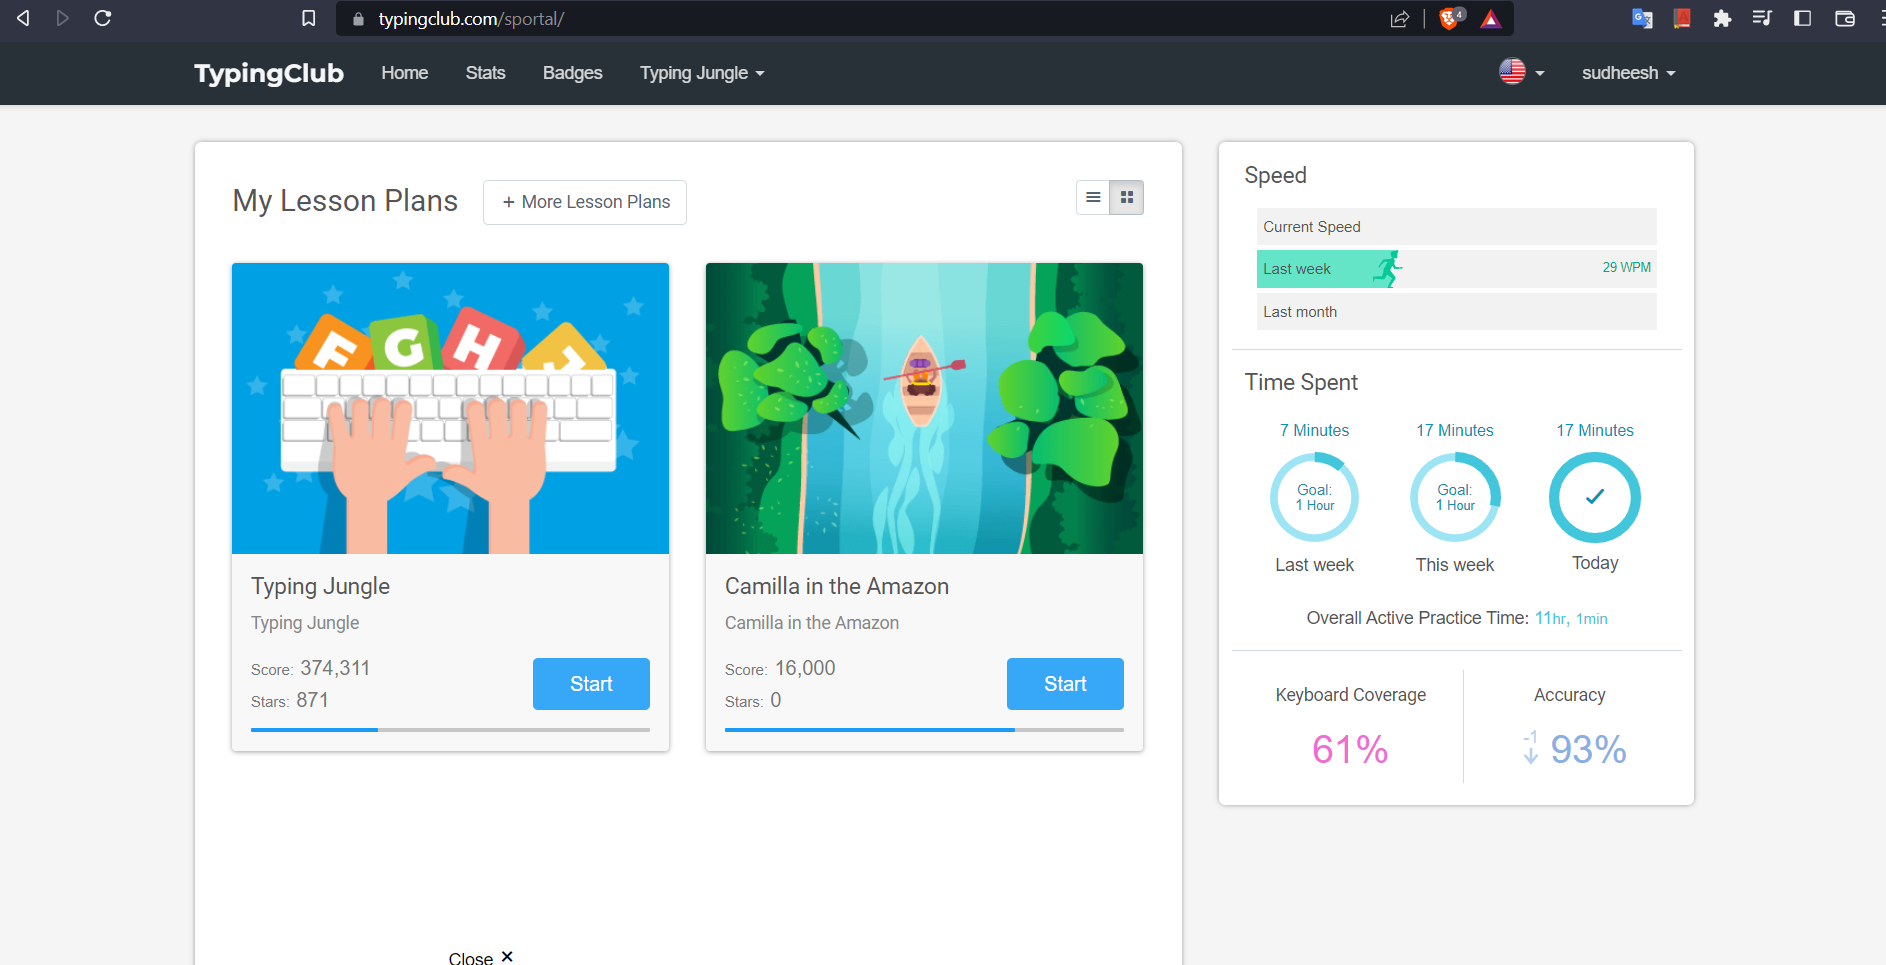 typingclub.com/sportal/
4
TypingClub
Home
Stats
Badges
Typing Jungle
sudheesh
My Lesson Plans
+ More Lesson Plans
F G H J
Typing Jungle
Typing Jungle
Score: 374,311
Stars: 871
Start
Camilla in the Amazon
Camilla in the Amazon
Score: 16,000
Stars: 0
Start
Close ×
Speed
Current Speed
Last week
29 WPM
Last month
Time Spent
7 Minutes
Goal:
1 Hour
Last week
17 Minutes
Goal:
1 Hour
This week
17 Minutes
Today
Overall Active Practice Time: 11hr, 1min
Keyboard Coverage
61%
Accuracy
-1
93%